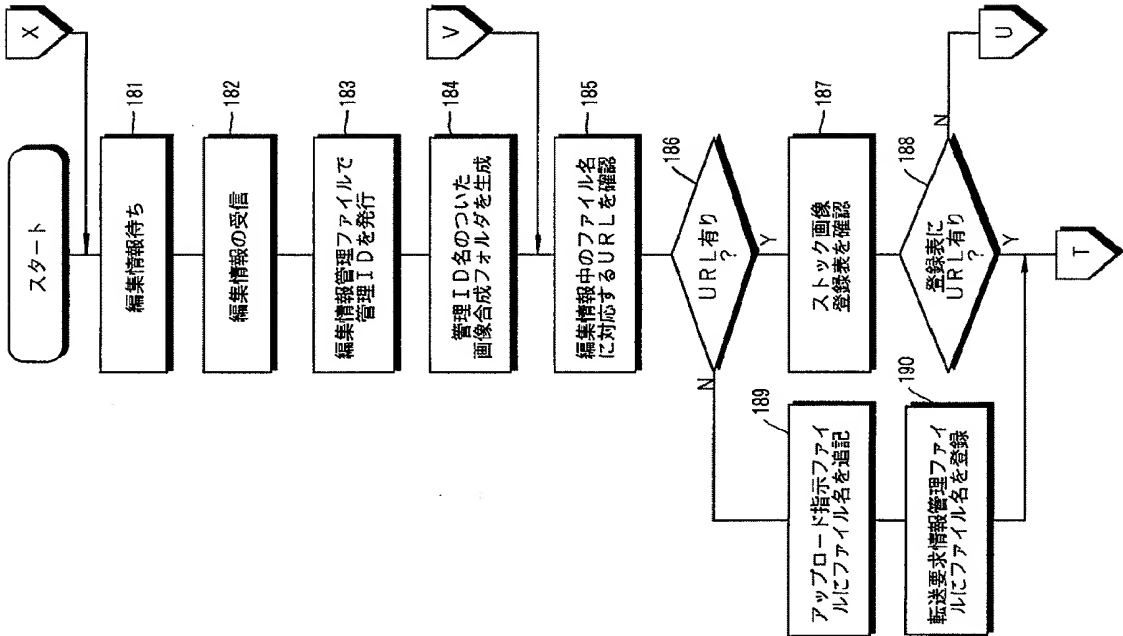 スタート
X
編集情報待ち
181
編集情報の受信
182
編集情報管理ファイルで
管理IDを発行
183
管理ID名のついた
画像合成フォルダを生成
184
V
編集情報中のファイル名
に対応するURLを確認
185
URL有り
?
186
N
Y
ストック画像
登録表を確認
187
登録表に
URL有り
?
188
N
Y
U
アップロード指示ファイ
ルにファイル名を追記
189
転送要求情報管理ファイ
ルにファイル名を登録
190
T